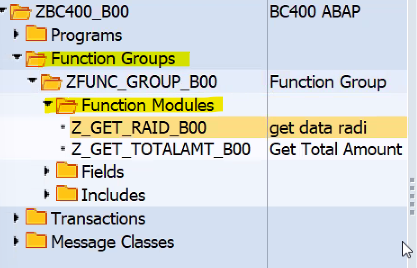 ZBC400_B00 BC400 ABAP
Programs
Function Groups
ZFUNC_GROUP_B00 Function Group
Function Modules
Z_GET_RAID_B00 get data radi
Z_GET_TOTALAMT_B00 Get Total Amount
Fields
Includes
Transactions
Message Classes